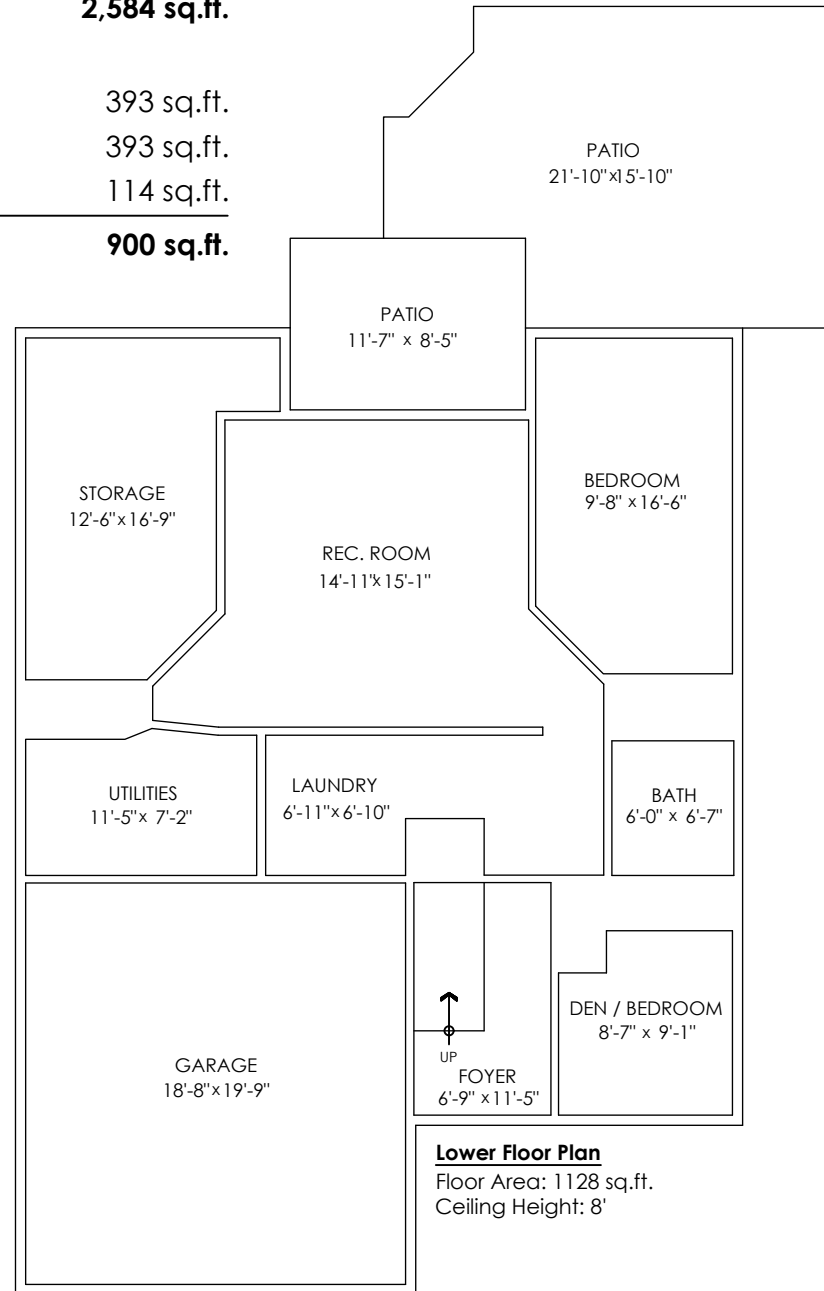 2,584 sq.ft.
393 sq.ft.
393 sq.ft.
114 sq.ft.
900 sq.ft.
PATIO
21'-10"x15'-10"
PATIO
11'-7" x 8'-5"
STORAGE
12'-6"x16'-9"
BEDROOM
9'-8" x16'-6"
REC. ROOM
14'-11"x 15'-1"
UTILITIES
11'-5"x 7'-2"
LAUNDRY
6'-11"x6'-10"
BATH
6'-0" x 6'-7"
DEN / BEDROOM
8'-7" x 9'-1"
UP
GARAGE
18'-8"x19'-9"
FOYER
6'-9" x11'-5"
Lower Floor Plan
Floor Area: 1128 sq.ft.
Ceiling Height: 8'